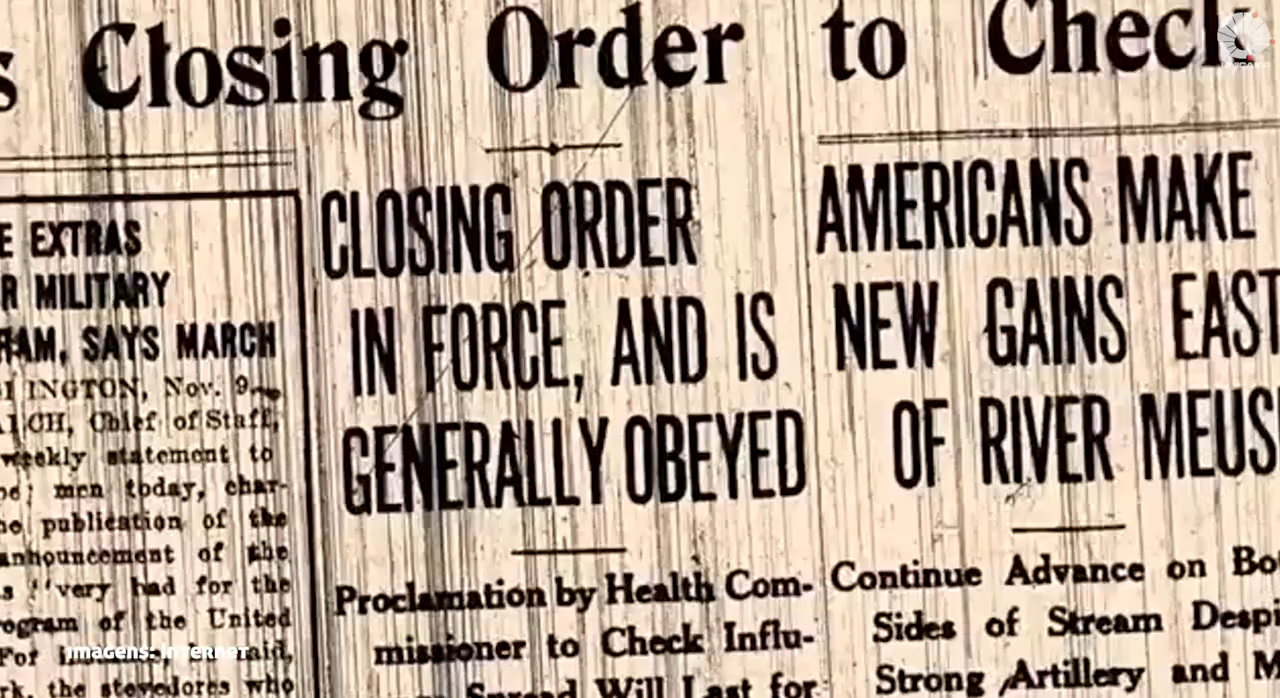 s Closing Order to Check
E EXTRAS
R MILITARY
RAM, SAYS MARCH
INGTON, Nov. 9
CH, Chief of Staff,
weekly statement to
men today, char-
publication of the
announcement of the
s "very bad for the
ogram of the United
For
rk, the stevedores who
CLOSING ORDER
IN FORCE, AND IS
GENERALLY OBEYED
Proclamation by Health Com-
missioner to Check Influ-
Spread Will Last for
AMERICANS MAKE
NEW GAINS EAST
OF RIVER MEUS
Continue Advance on Bo
Sides of Stream Despi
Strong Artillery and M
Imagens: Internet
UNICAMP